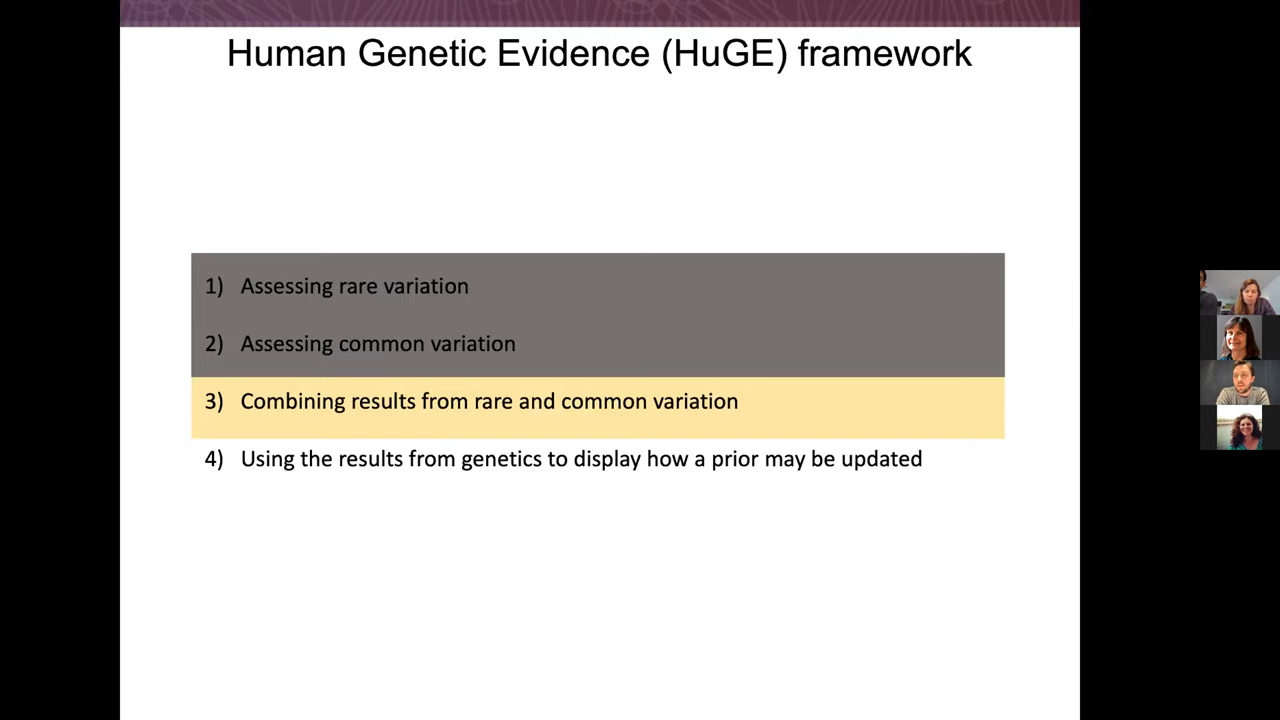 Human Genetic Evidence (HuGE) framework
1) Assessing rare variation
2) Assessing common variation
3) Combining results from rare and common variation
4) Using the results from genetics to display how a prior may be updated